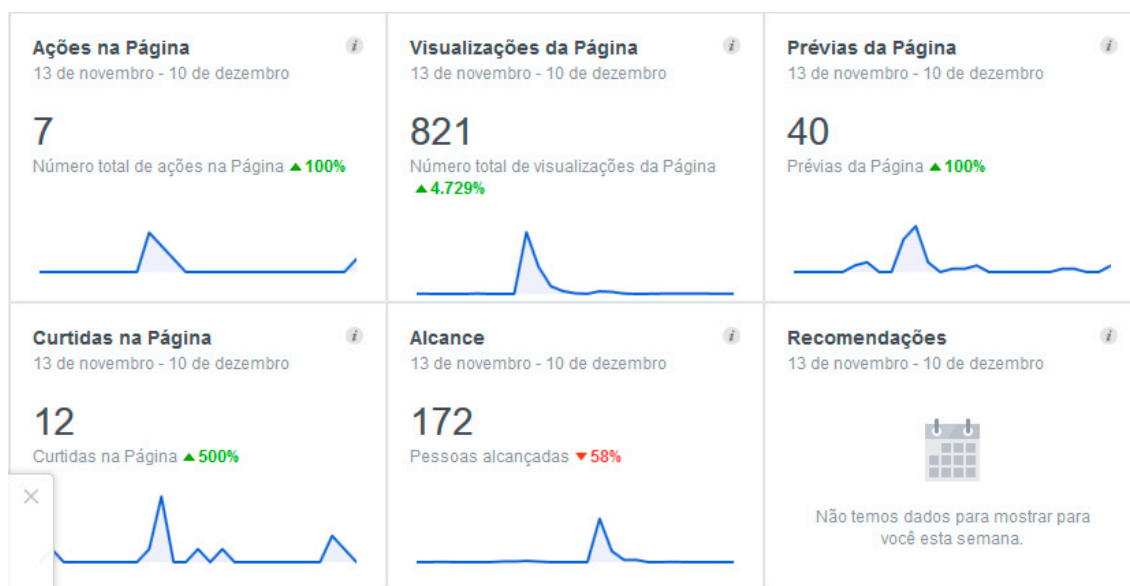 Ações na Página
13 de novembro - 10 de dezembro
7
Número total de ações na Página ▲ 100%
Visualizações da Página
13 de novembro - 10 de dezembro
821
Número total de visualizações da Página
▲ 4.729%
Prévias da Página
13 de novembro - 10 de dezembro
40
Prévias da Página ▲ 100%
Curtidas na Página
13 de novembro - 10 de dezembro
12
Curtidas na Página ▲ 500%
Alcance
13 de novembro - 10 de dezembro
172
Pessoas alcançadas ▼ 58%
Recomendações
13 de novembro - 10 de dezembro
Não temos dados para mostrar para
você esta semana.